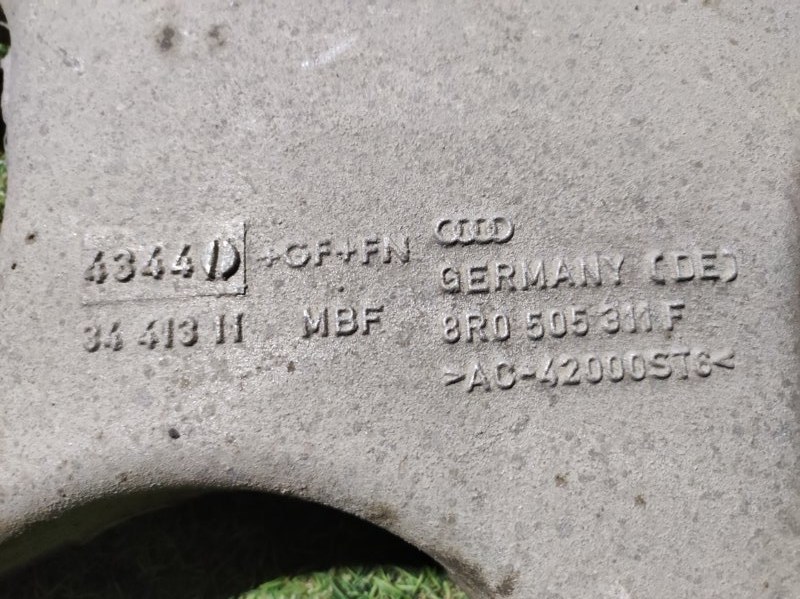 4344 +GF+FN
GERMANY (DE)
34 413 11 MBF 8R0 505 311 F
>AC-42000ST6<